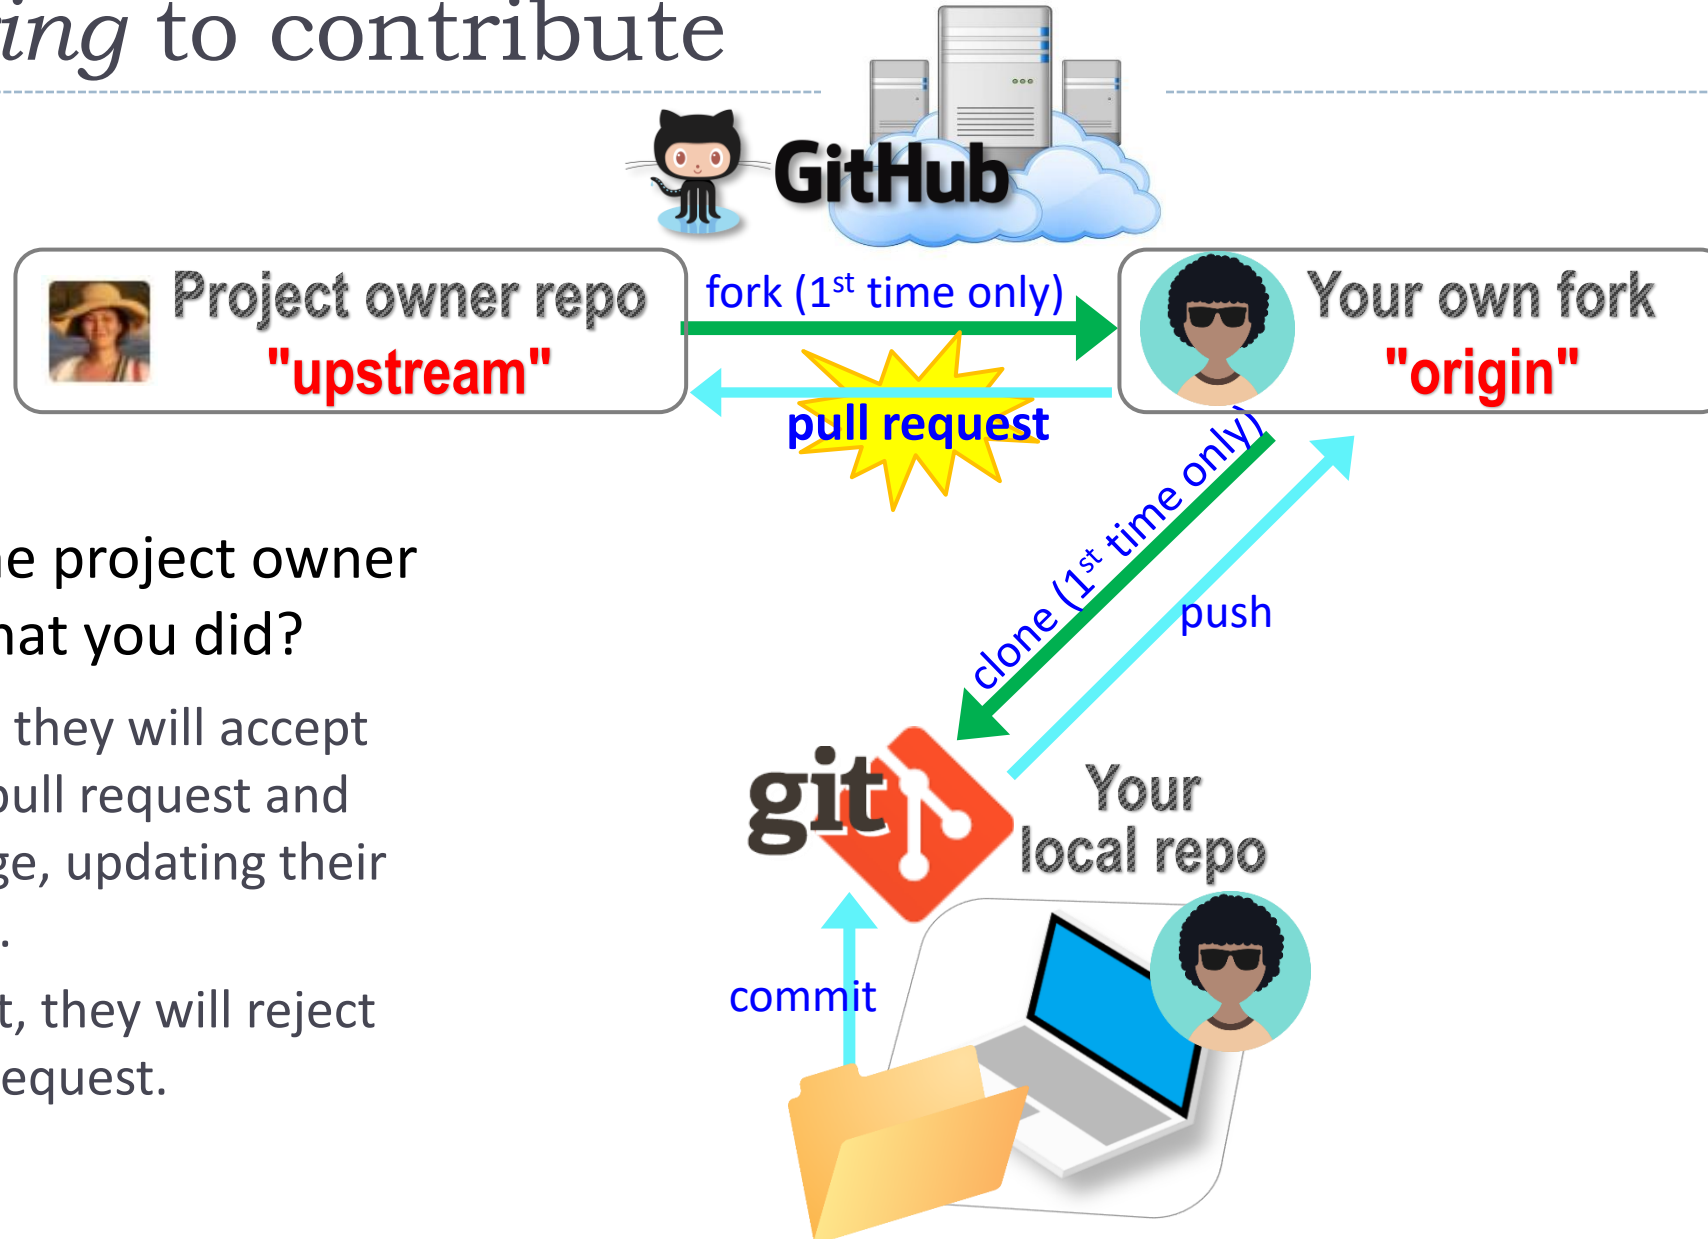 ing to contribute
GitHub
Project owner repo
"upstream"
fork (1st time only)
pull request
Your own fork
"origin"
clone (1st time only)
push
e project owner
hat you did?
they will accept
pull request and
ge, updating their
.
t, they will reject
equest.
git
Your
local repo
commit